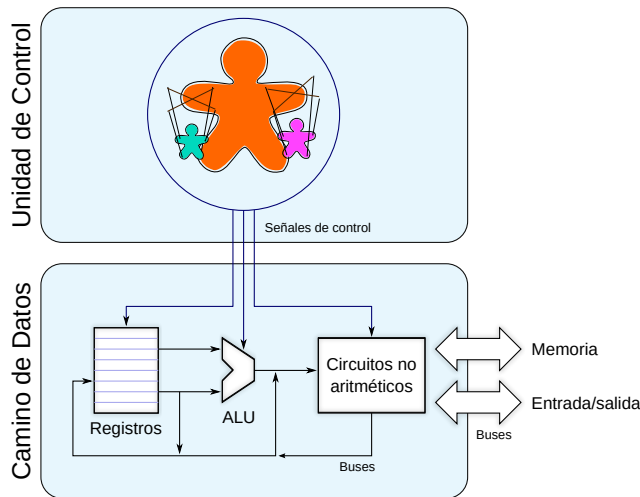 Unidad de Control
Señales de control
Camino de Datos
Circuitos no
aritméticos
Registros
ALU
Buses
Memoria
Entrada/salida
Buses